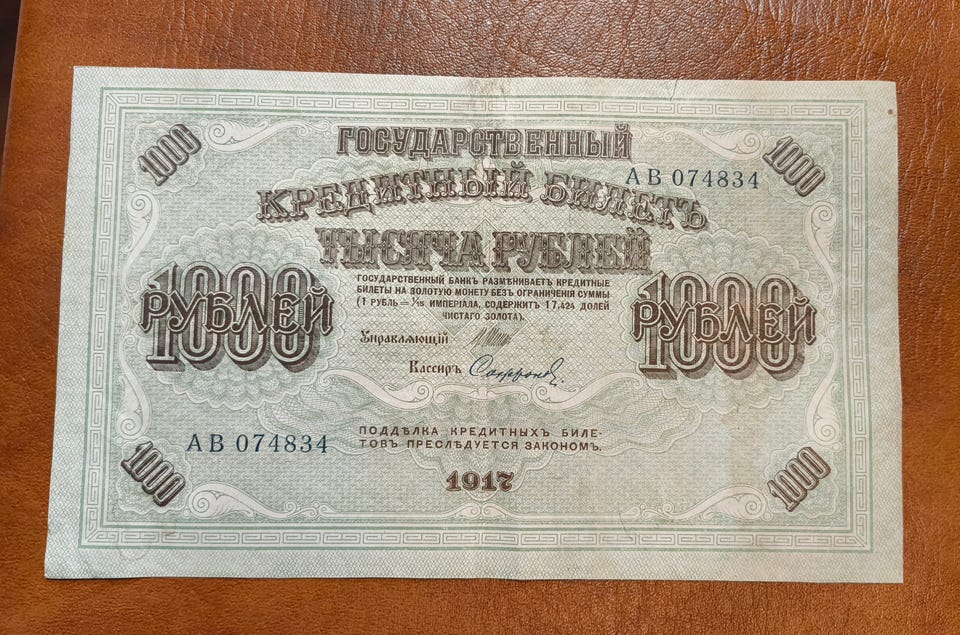 1000
1000
ГОСУДАРСТВЕННЫЙ
АВ 074834
КРЕДИТНЫЙ БИЛЕТЪ
ТЫСЯЧА РУБЛЕЙ
1000
РУБЛЕЙ
1000
РУБЛЕЙ
ГОСУДАРСТВЕННЫЙ БАНКЪ РАЗМѢНИВАЕТЪ КРЕДИТНЫЕ
БИЛЕТЫ НА ЗОЛОТУЮ МОНЕТУ БЕЗЪ ОГРАНИЧЕНІЯ СУММЫ
(1 РУБЛЬ = 1/15 ИМПЕРІАЛА, СОДЕРЖИТЪ 17,424 ДОЛЕЙ
ЧИСТАГО ЗОЛОТА).
Управляющій
Кассиръ Софронов
АВ 074834
ПОДДѢЛКА КРЕДИТНЫХЪ БИЛЕ-
ТОВЪ ПРЕСЛѢДУЕТСЯ ЗАКОНОМЪ.
1917
1000
1000